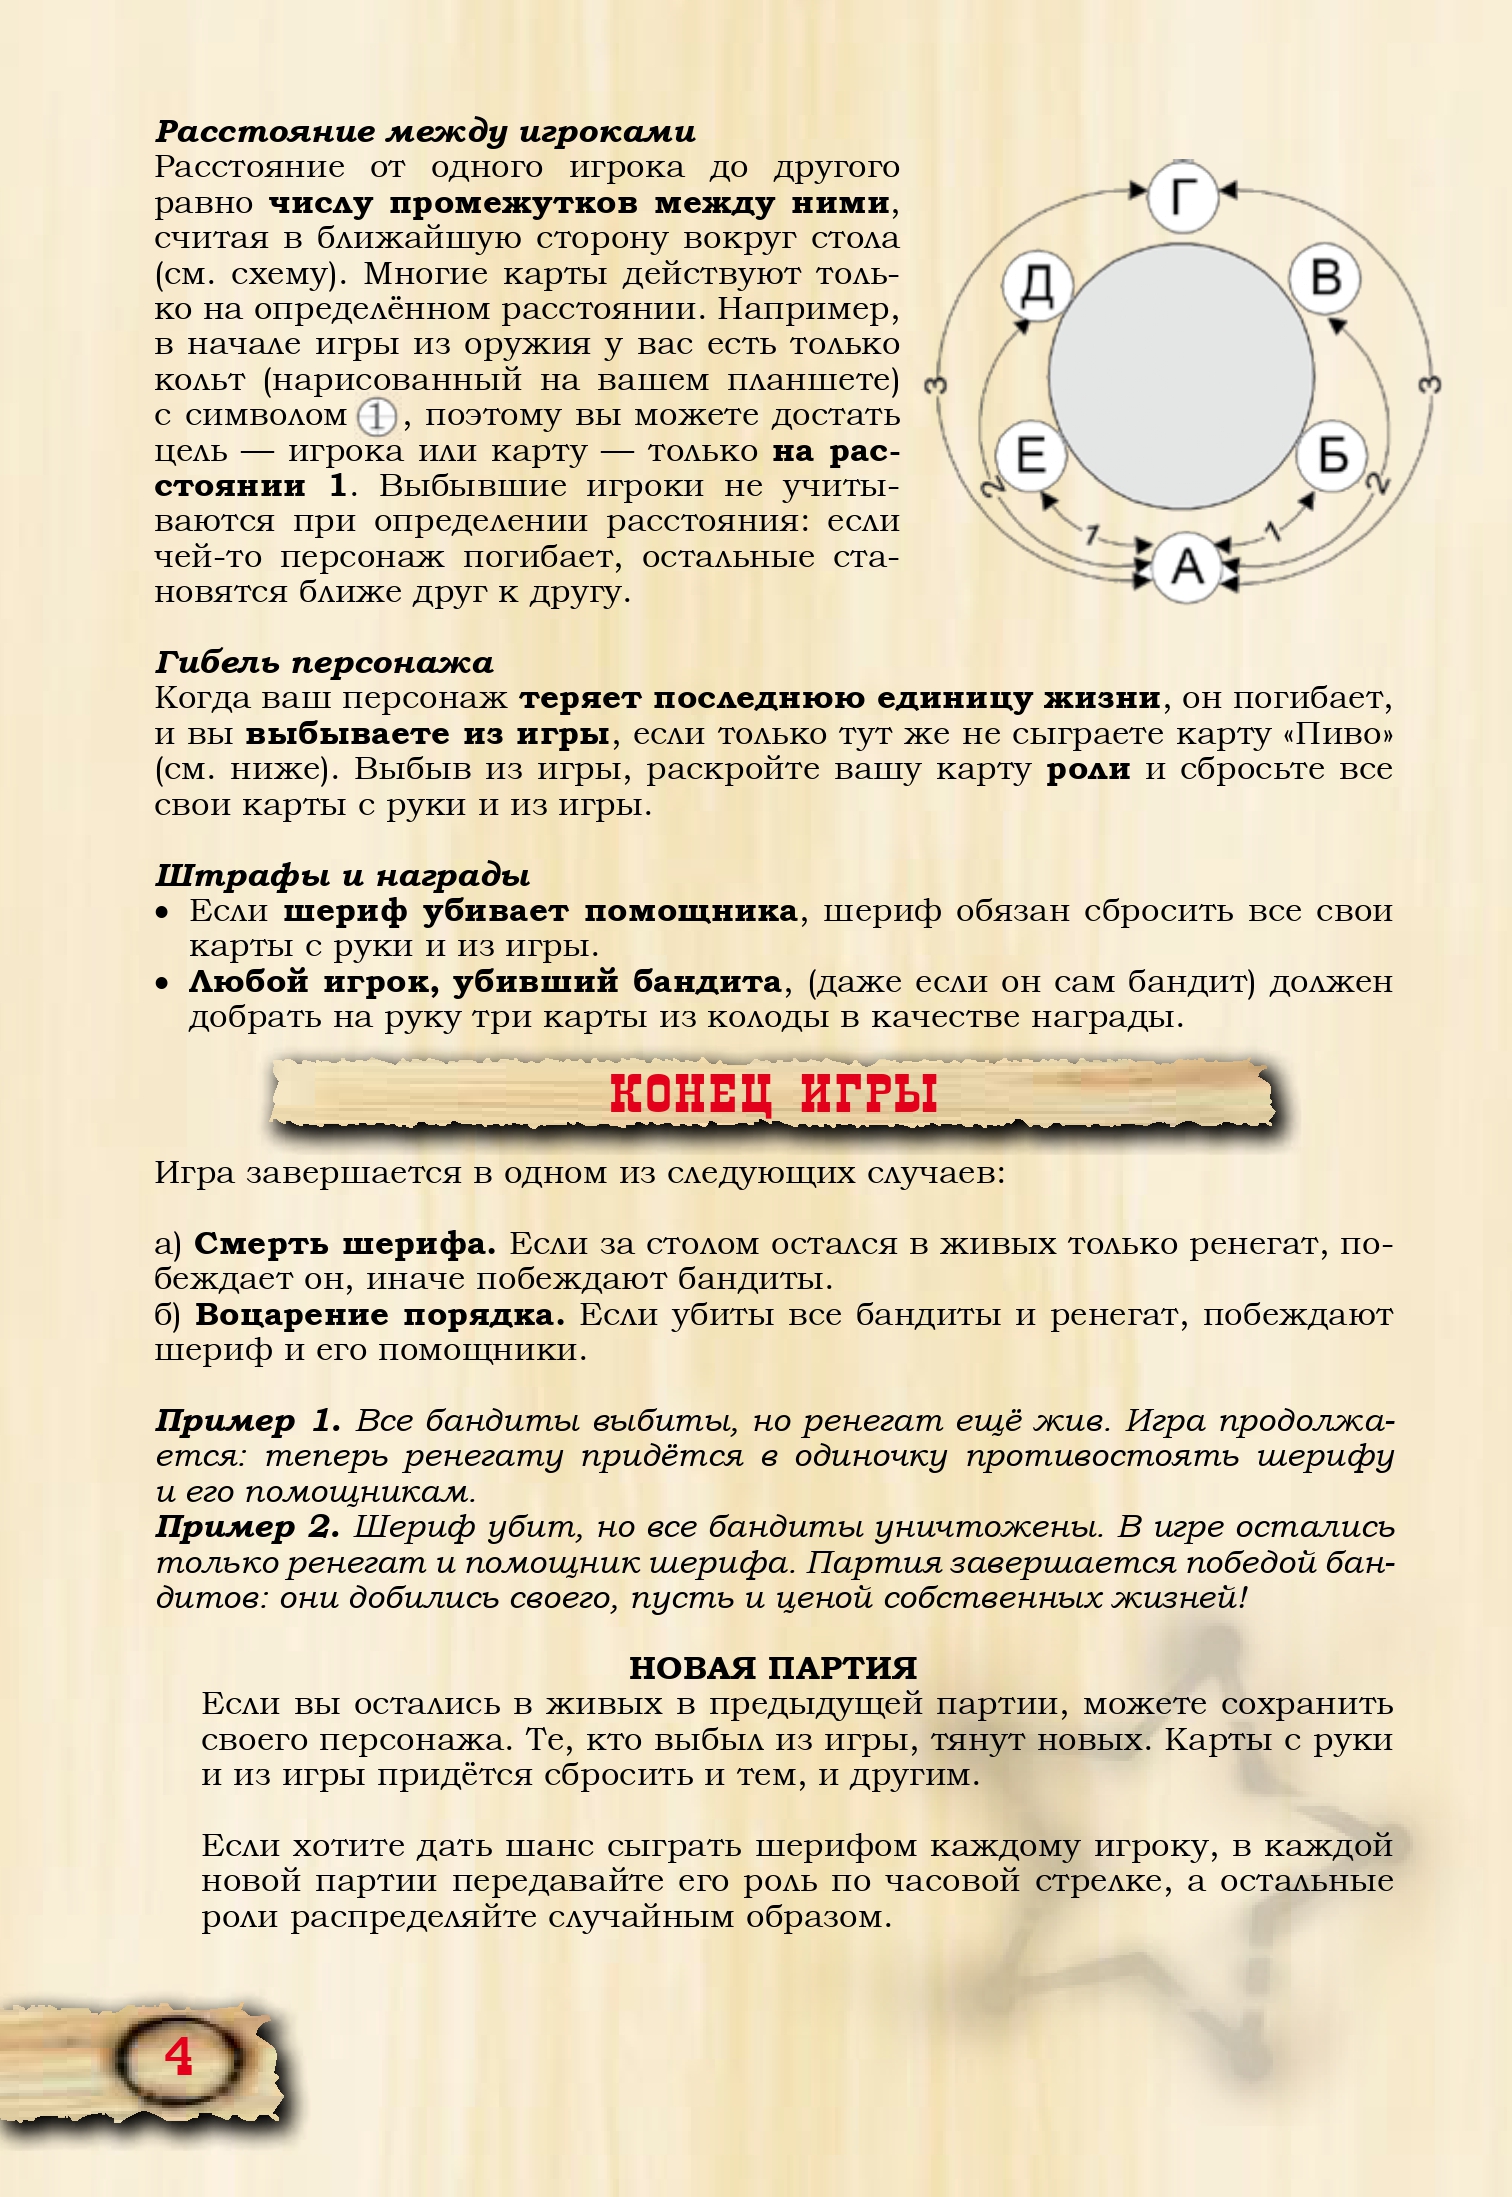 Расстояние между игроками
Расстояние от одного игрока до другого
равно числу промежутков между ними,
считая в ближайшую сторону вокруг стола
(см. схему). Многие карты действуют толь-
ко на определённом расстоянии. Например,
в начале игры из оружия у вас есть только
кольт (нарисованный на вашем планшете)
с символом 1, поэтому вы можете достать
цель — игрока или карту — только на рас-
стоянии 1. Выбывшие игроки не учиты-
ваются при определении расстояния: если
чей-то персонаж погибает, остальные ста-
новятся ближе друг к другу.
Г
Д
В
3
3
Е
Б
2
2
1
1
А
Гибель персонажа
Когда ваш персонаж теряет последнюю единицу жизни, он погибает,
и вы выбываете из игры, если только тут же не сыграете карту «Пиво»
(см. ниже). Выбыв из игры, раскройте вашу карту роли и сбросьте все
свои карты с руки и из игры.
Штрафы и награды
• Если шериф убивает помощника, шериф обязан сбросить все свои
карты с руки и из игры.
• Любой игрок, убивший бандита, (даже если он сам бандит) должен
добрать на руку три карты из колоды в качестве награды.
КОНЕЦ ИГРЫ
Игра завершается в одном из следующих случаев:
а) Смерть шерифа. Если за столом остался в живых только ренегат, по-
беждает он, иначе побеждают бандиты.
б) Воцарение порядка. Если убиты все бандиты и ренегат, побеждают
шериф и его помощники.
Пример 1. Все бандиты выбиты, но ренегат ещё жив. Игра продолжа-
ется: теперь ренегату придётся в одиночку противостоять шерифу
и его помощникам.
Пример 2. Шериф убит, но все бандиты уничтожены. В игре остались
только ренегат и помощник шерифа. Партия завершается победой бан-
дитов: они добились своего, пусть и ценой собственных жизней!
НОВАЯ ПАРТИЯ
Если вы остались в живых в предыдущей партии, можете сохранить
своего персонажа. Те, кто выбыл из игры, тянут новых. Карты с руки
и из игры придётся сбросить и тем, и другим.
Если хотите дать шанс сыграть шерифом каждому игроку, в каждой
новой партии передавайте его роль по часовой стрелке, а остальные
роли распределяйте случайным образом.
4